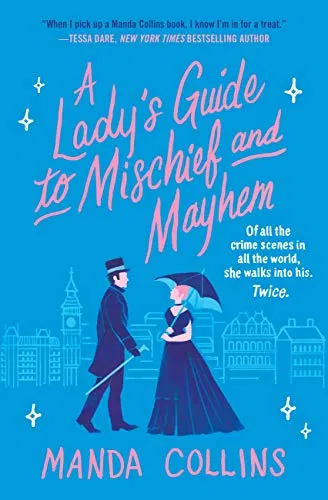 "When I pick up a Manda Collins book, I know I'm in for a treat."
—TESSA DARE, NEW YORK TIMES BESTSELLING AUTHOR
A
Lady's Guide
to Mischief and
Mayhem
Of all the
crime scenes in
all the world,
she walks into his.
Twice.
MANDA COLLINS